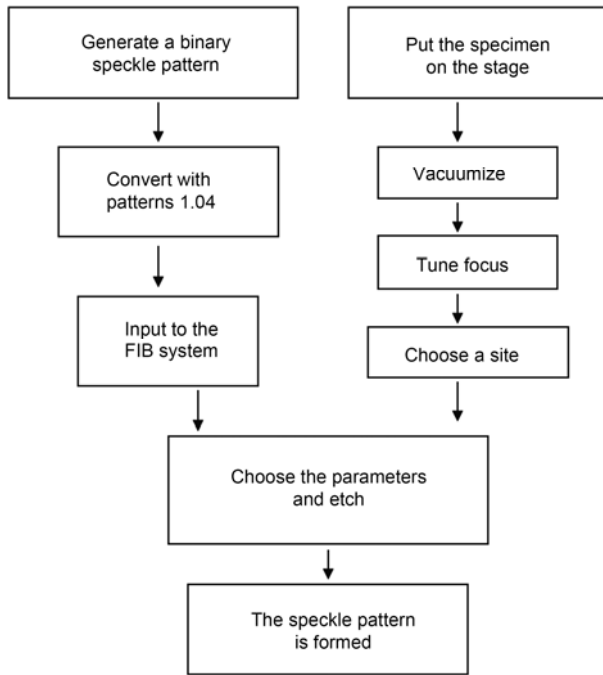 Generate a binary
speckle pattern
Put the specimen
on the stage
Convert with
patterns 1.04
Vacuumize
Tune focus
Input to the
FIB system
Choose a site
Choose the parameters
and etch
The speckle pattern
is formed